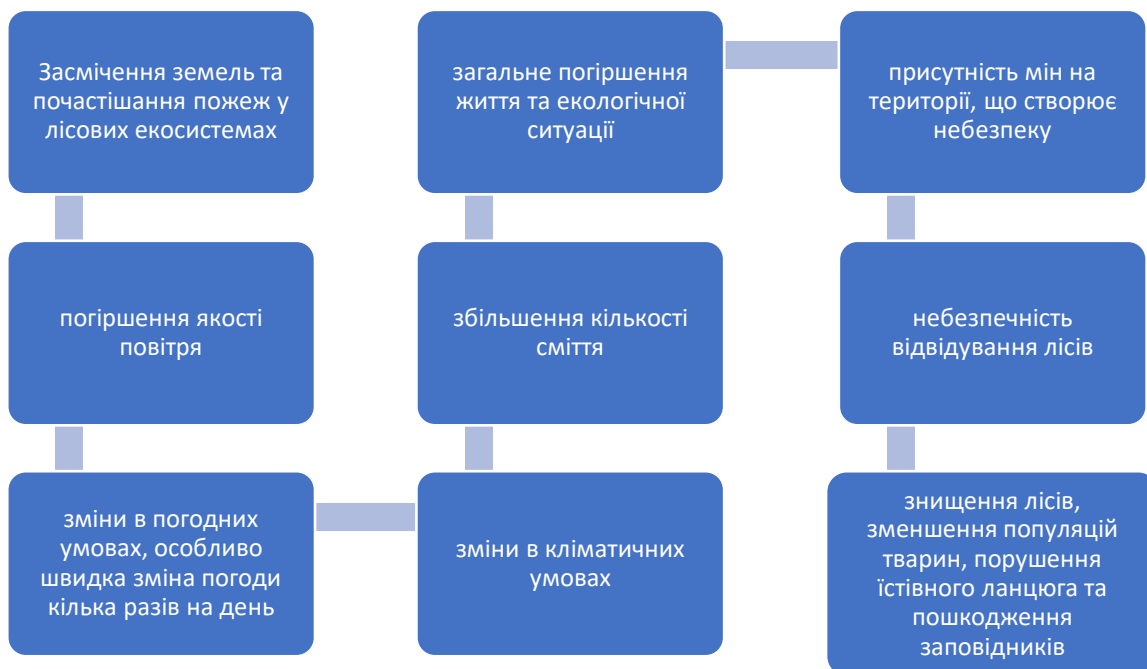 Засмічення земель та
почастішання пожеж у
лісових екосистемах
погіршення якості
повітря
зміни в погодних
умовах, особливо
швидка зміна погоди
кілька разів на день
зміни в кліматичних
умовах
збільшення кількості
сміття
загальне погіршення
життя та екологічної
ситуації
присутність мін на
території, що створює
небезпеку
небезпечність
відвідування лісів
знищення лісів,
зменшення популяцій
тварин, порушення
їстівного ланцюга та
пошкодження
заповідників